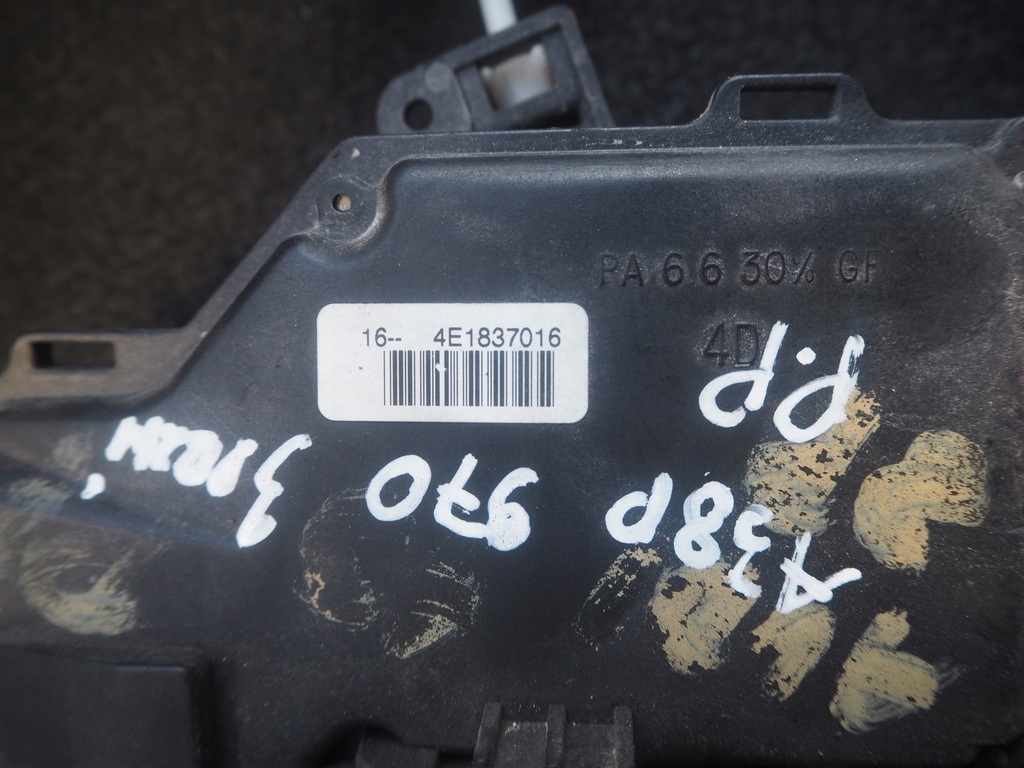 PA 6.6 30% GF
16-- 4E1837016
4D
P.P
A38P 970